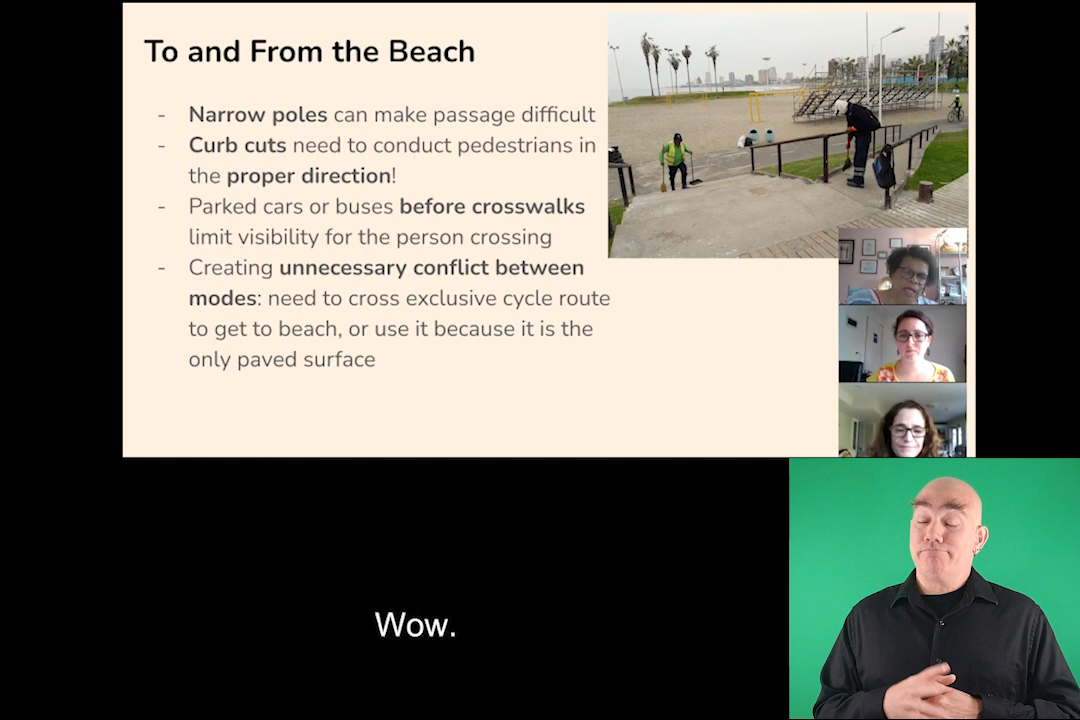 To and From the Beach
- Narrow poles can make passage difficult
- Curb cuts need to conduct pedestrians in
the proper direction!
- Parked cars or buses before crosswalks
limit visibility for the person crossing
- Creating unnecessary conflict between
modes: need to cross exclusive cycle route
to get to beach, or use it because it is the
only paved surface
Wow.